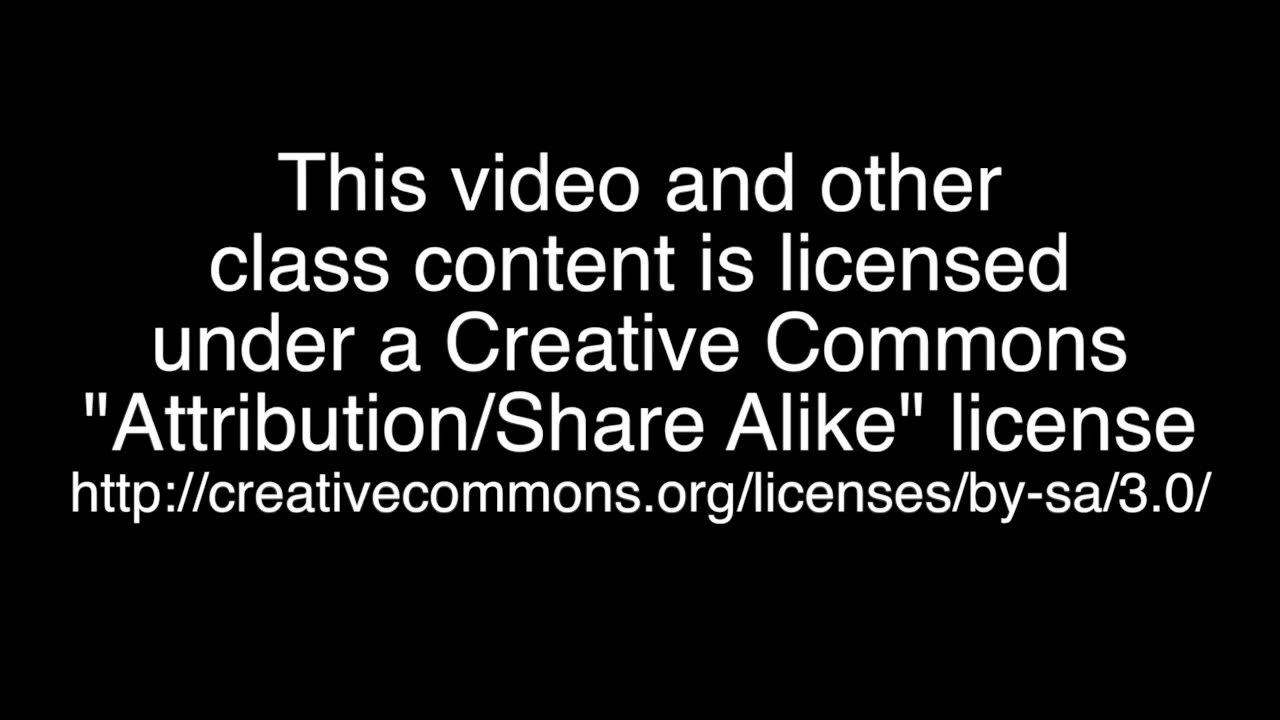 This video and other
class content is licensed
under a Creative Commons
"Attribution/Share Alike" license
http://creativecommons.org/licenses/by-sa/3.0/